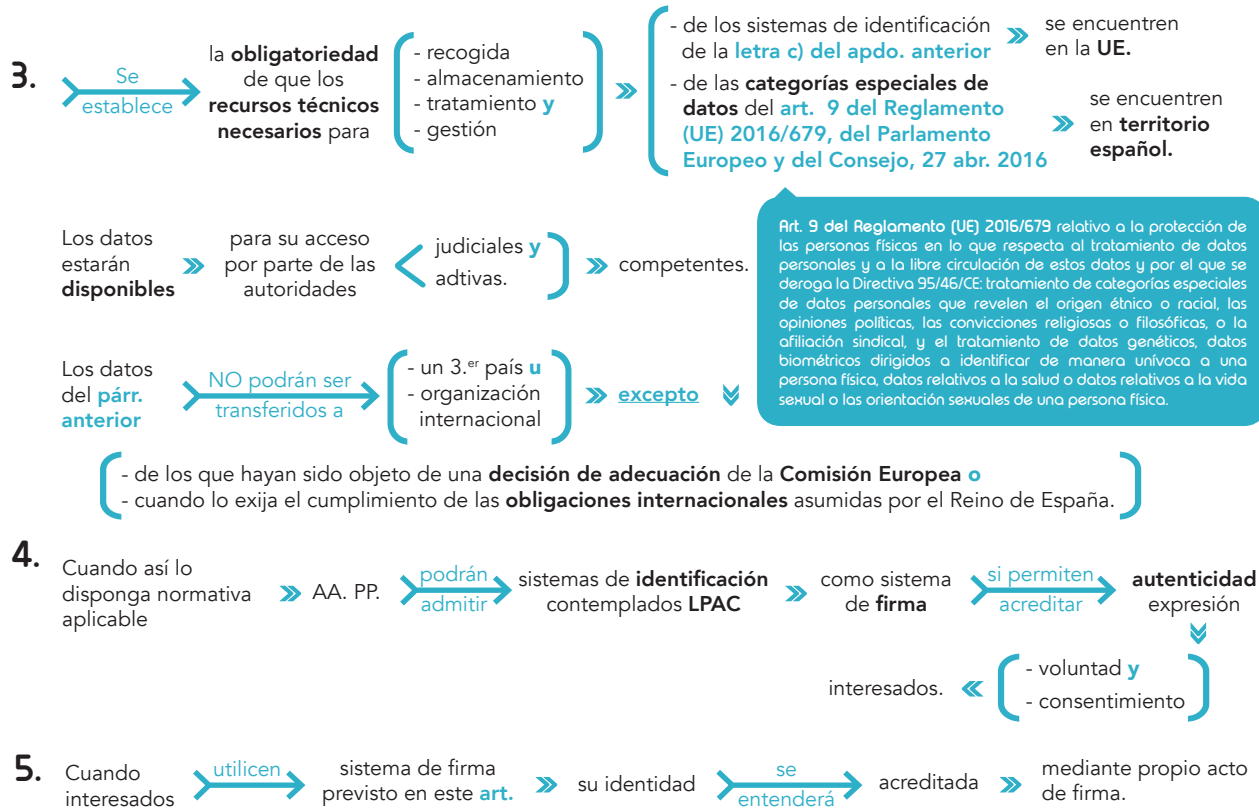 3.
Se
establece
la obligatoriedad
de que los
recursos técnicos
necesarios para
- recogida
- almacenamiento
- tratamiento y
- gestión
- de los sistemas de identificación
de la letra c) del apdo. anterior
se encuentren
en la UE.
- de las categorías especiales de
datos del art. 9 del Reglamento
(UE) 2016/679, del Parlamento
Europeo y del Consejo, 27 abr. 2016
se encuentren
en territorio
español.
Los datos
estarán
disponibles
para su acceso
por parte de las
autoridades
judiciales y
adtivas.
competentes.
Art. 9 del Reglamento (UE) 2016/679 relativo a la protección de
las personas físicas en lo que respecta al tratamiento de datos
personales y a la libre circulación de estos datos y por el que se
deroga la Directiva 95/46/CE: tratamiento de categorías especiales
de datos personales que revelen el origen étnico o racial, las
opiniones políticas, las convicciones religiosas o filosóficas, o la
afiliación sindical, y el tratamiento de datos genéticos, datos
biométricos dirigidos a identificar de manera unívoca a una
persona física, datos relativos a la salud o datos relativos a la vida
sexual o las orientación sexuales de una persona física.
Los datos
del párr.
anterior
NO podrán ser
transferidos a
- un 3.er país u
- organización
internacional
excepto
- de los que hayan sido objeto de una decisión de adecuación de la Comisión Europea o
- cuando lo exija el cumplimiento de las obligaciones internacionales asumidas por el Reino de España.
4.
Cuando así lo
disponga normativa
aplicable
AA. PP.
podrán
admitir
sistemas de identificación
contemplados LPAC
como sistema
de firma
si permiten
acreditar
autenticidad
expresión
- voluntad y
- consentimiento
interesados.
5.
Cuando
interesados
utilicen
sistema de firma
previsto en este art.
su identidad
se
entenderá
acreditada
mediante propio acto
de firma.